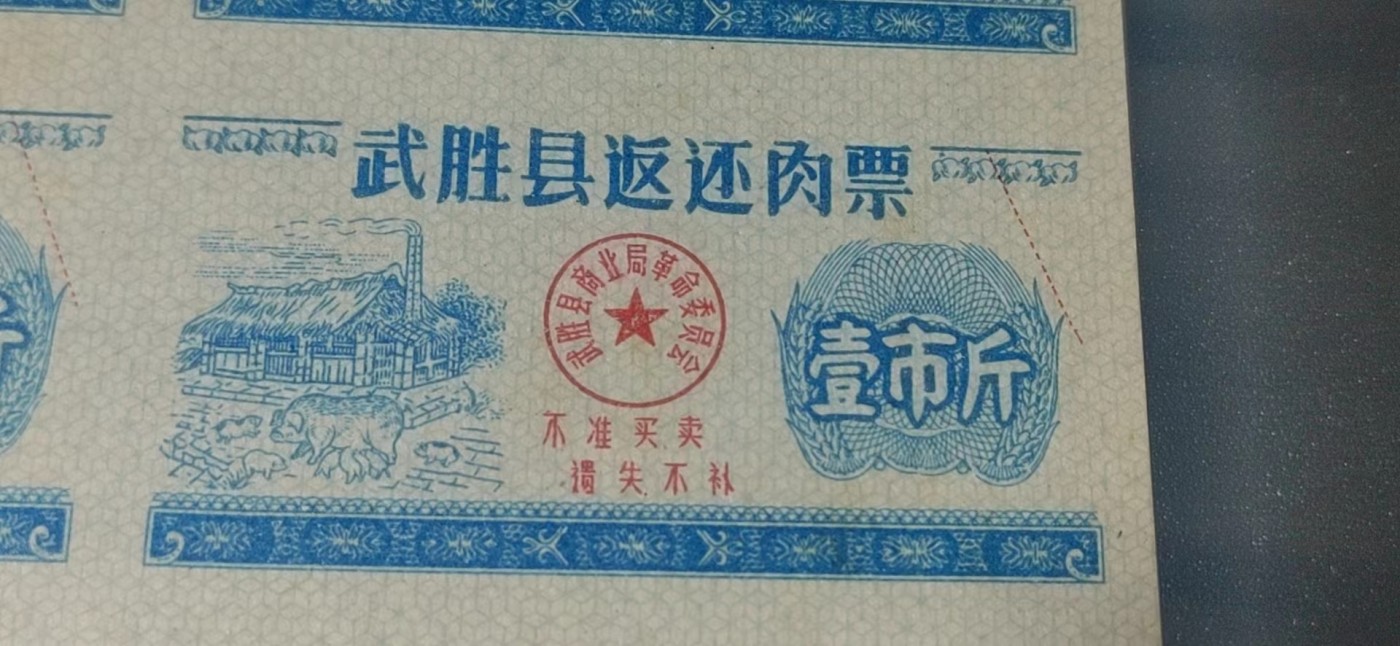 武胜县返还肉票
武胜县商业局革命委员会
壹市斤
不准买卖
遗失不补
斤